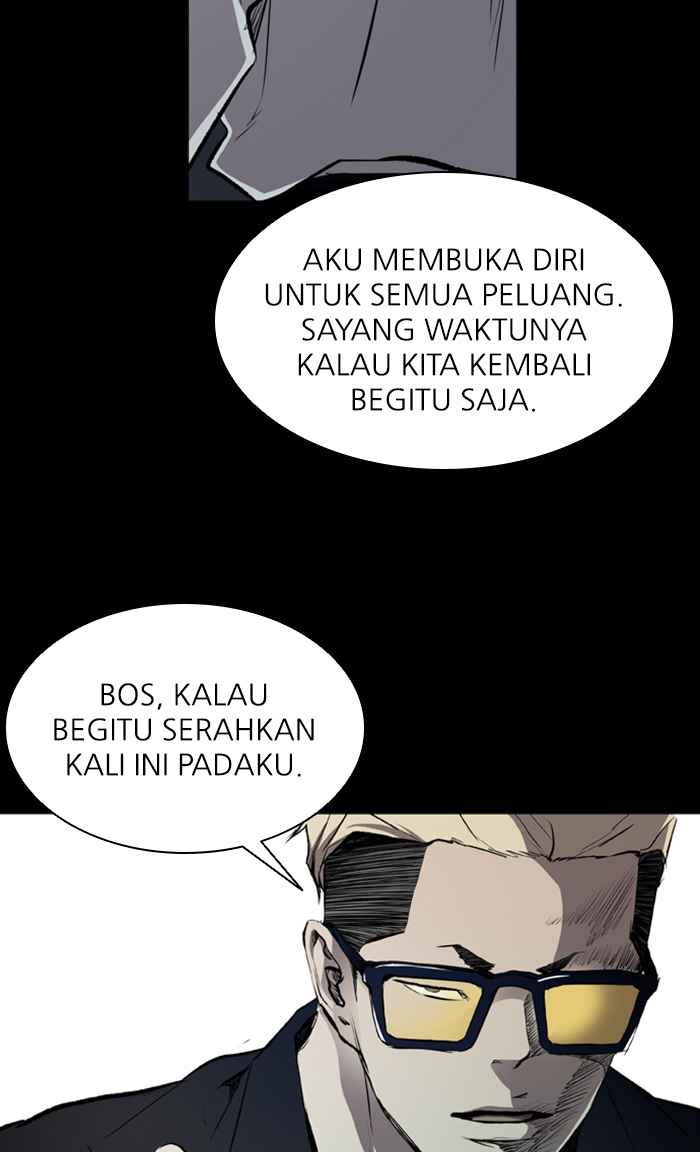 AKU MEMBUKA DIRI
UNTUK SEMUA PELUANG.
SAYANG WAKTUNYA
KALAU KITA KEMBALI
BEGITU SAJA.
BOS, KALAU
BEGITU SERAHKAN
KALI INI PADAKU.